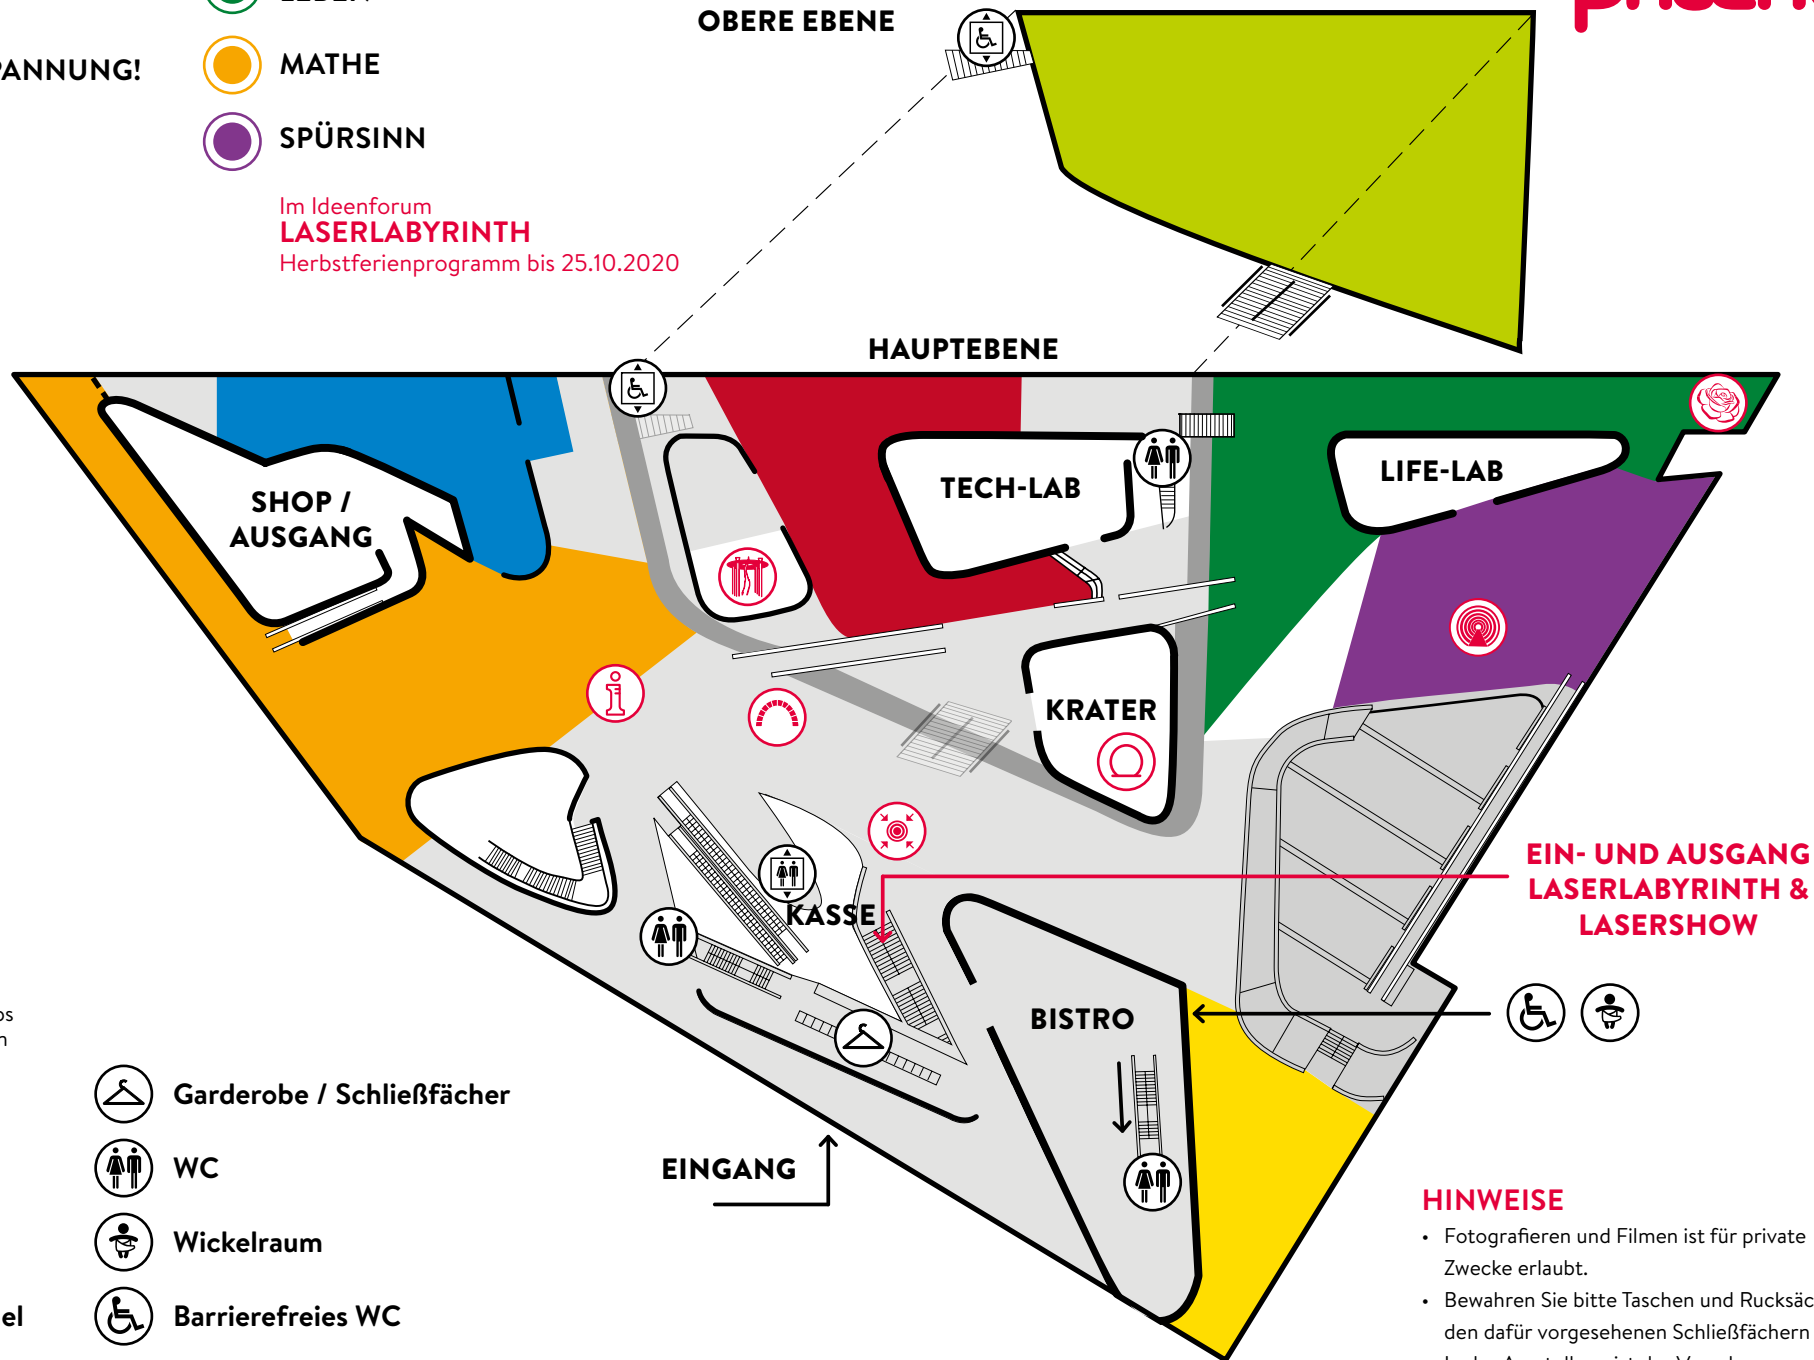 MATHE
SPÜRSINN
Im Ideenforum
LASERLABYRINTH
Herbstferienprogramm bis 25.10.2020
OBERE EBENE
HAUPTEBENE
SHOP /
AUSGANG
TECH-LAB
LIFE-LAB
KRATER
KASSE
BISTRO
EINGANG
EIN- UND AUSGANG
LASERLABYRINTH &
LASERSHOW
Garderobe / Schließfächer
WC
Wickelraum
Barrierefreies WC
HINWEISE
• Fotografieren und Filmen ist für private
Zwecke erlaubt.
• Bewahren Sie bitte Taschen und
den dafür vorgesehenen Schließfächern